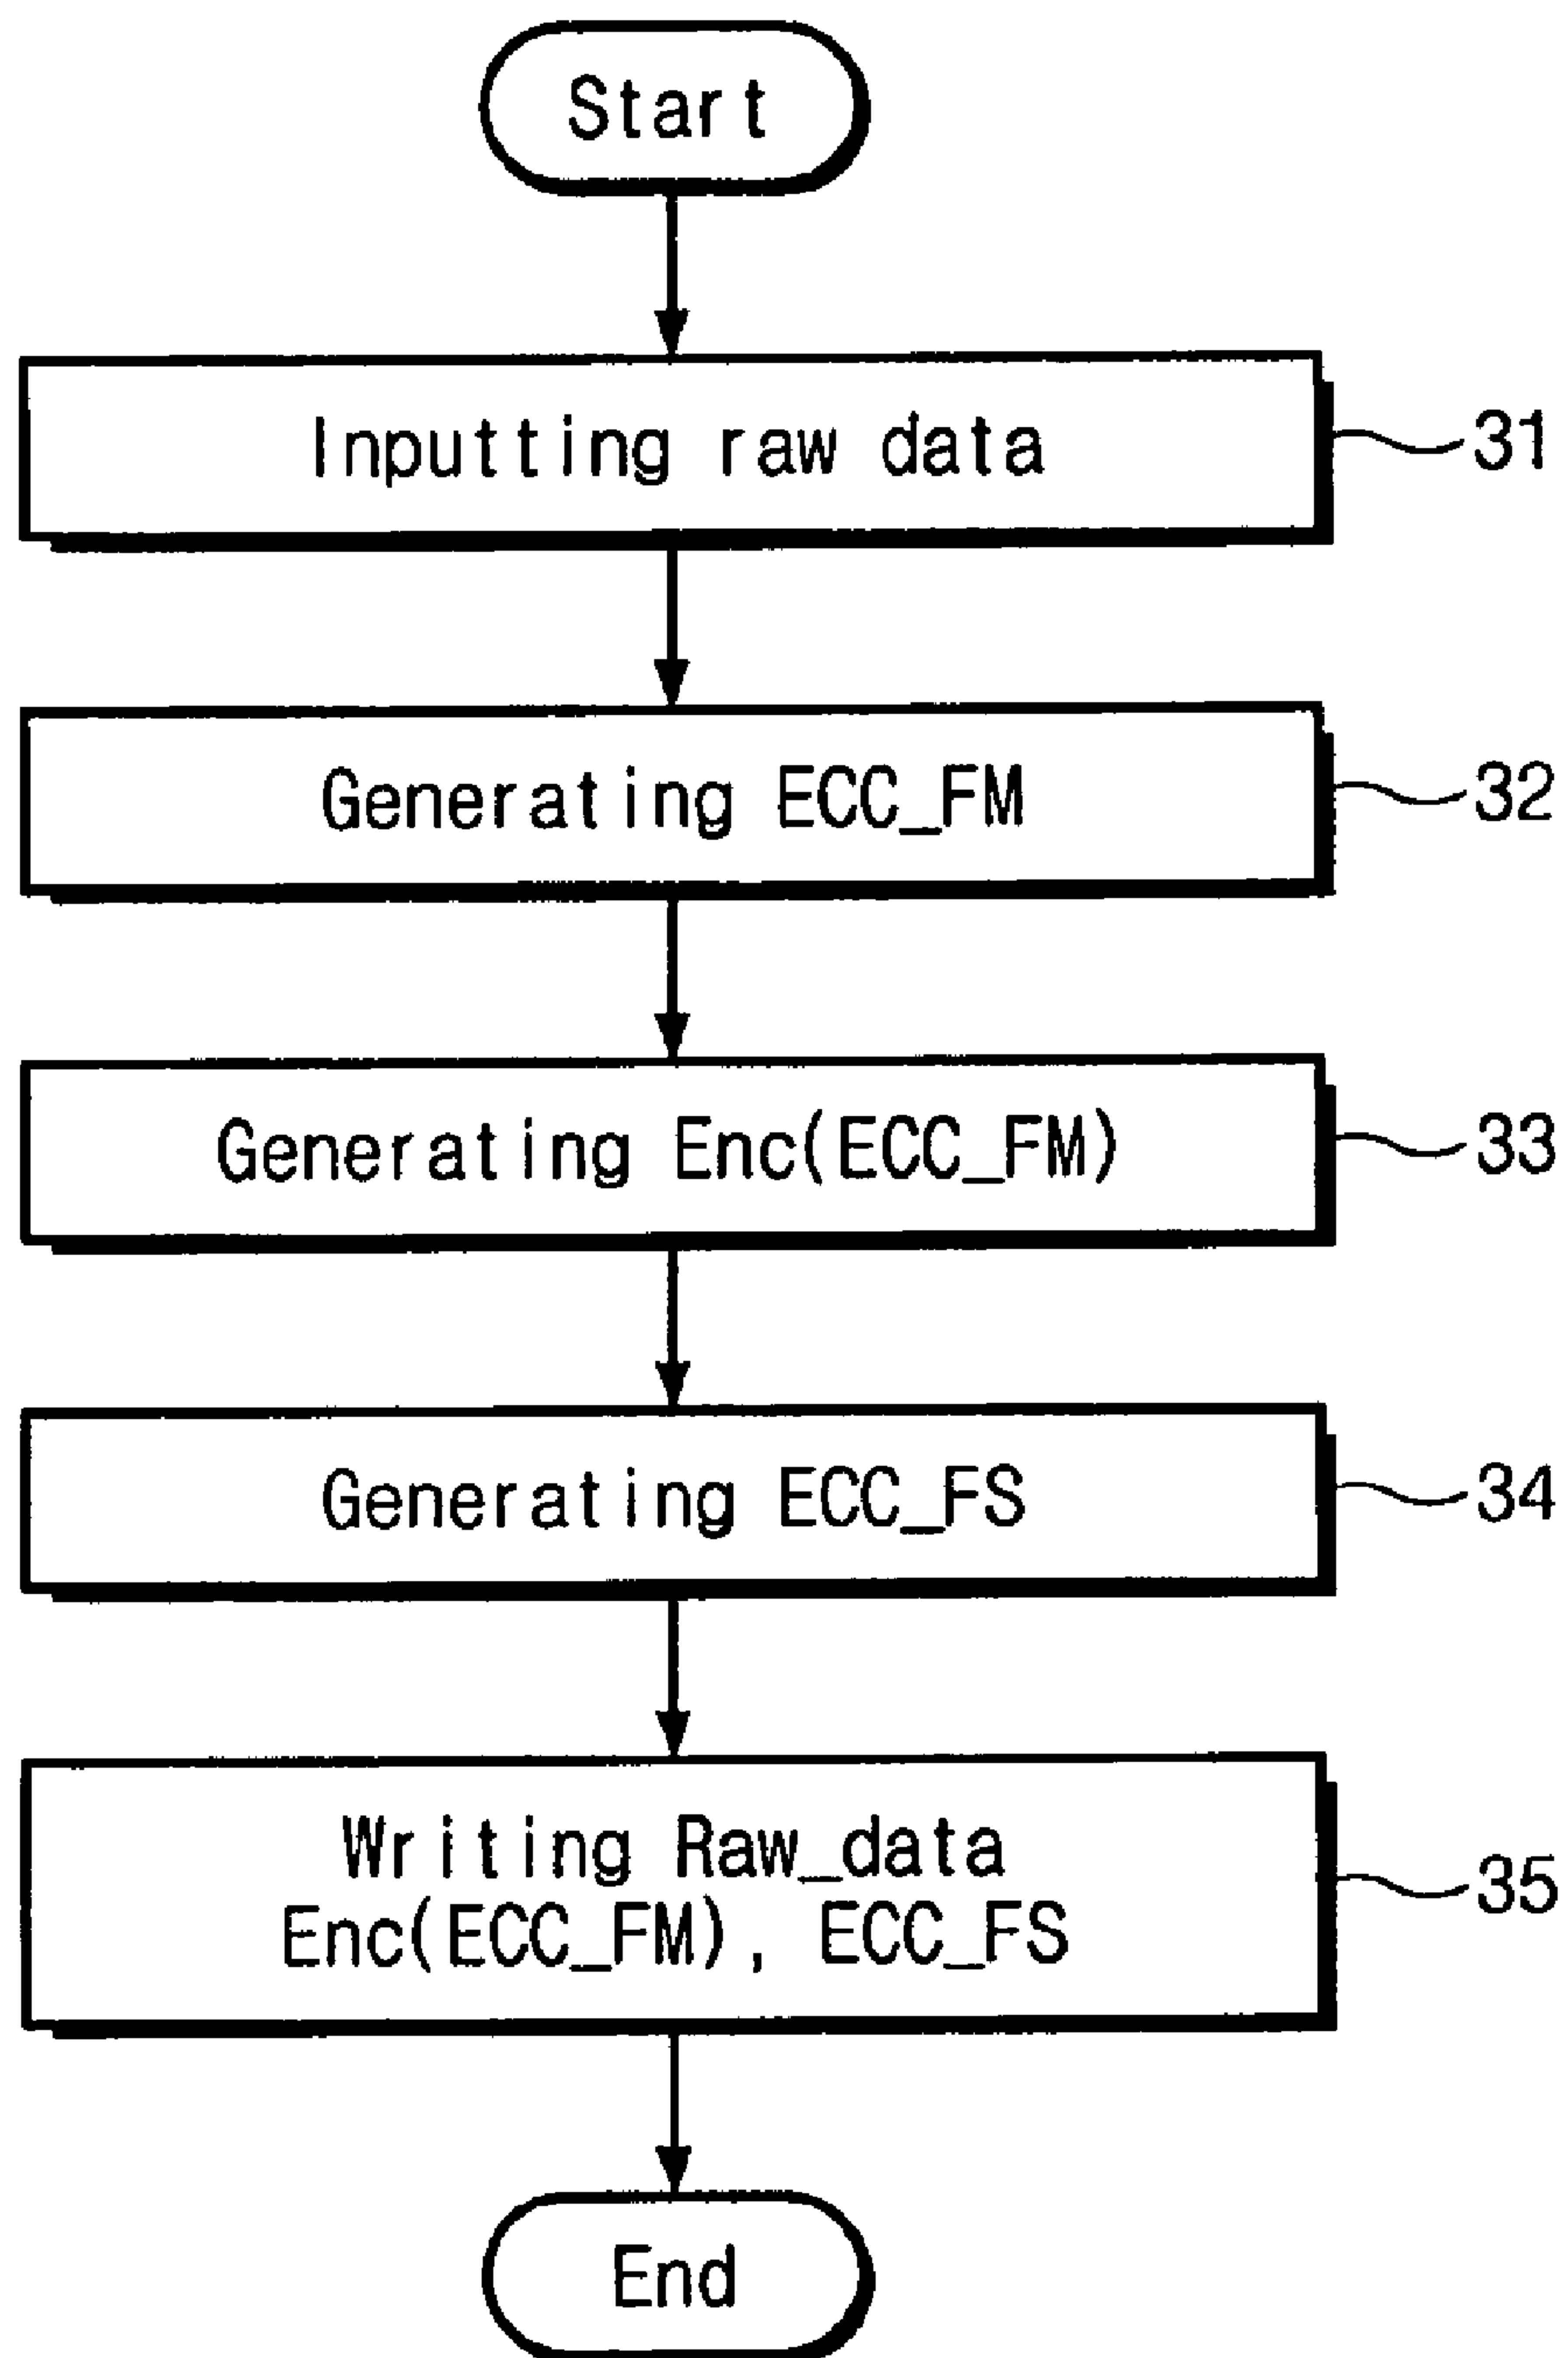 Start
Inputting raw data
31
Generating ECC_FM
32
Generating Enc(ECC_FM)
33
Generating ECC_FS
34
Writing Raw_data
Enc(ECC_FM), ECC_FS
35
End